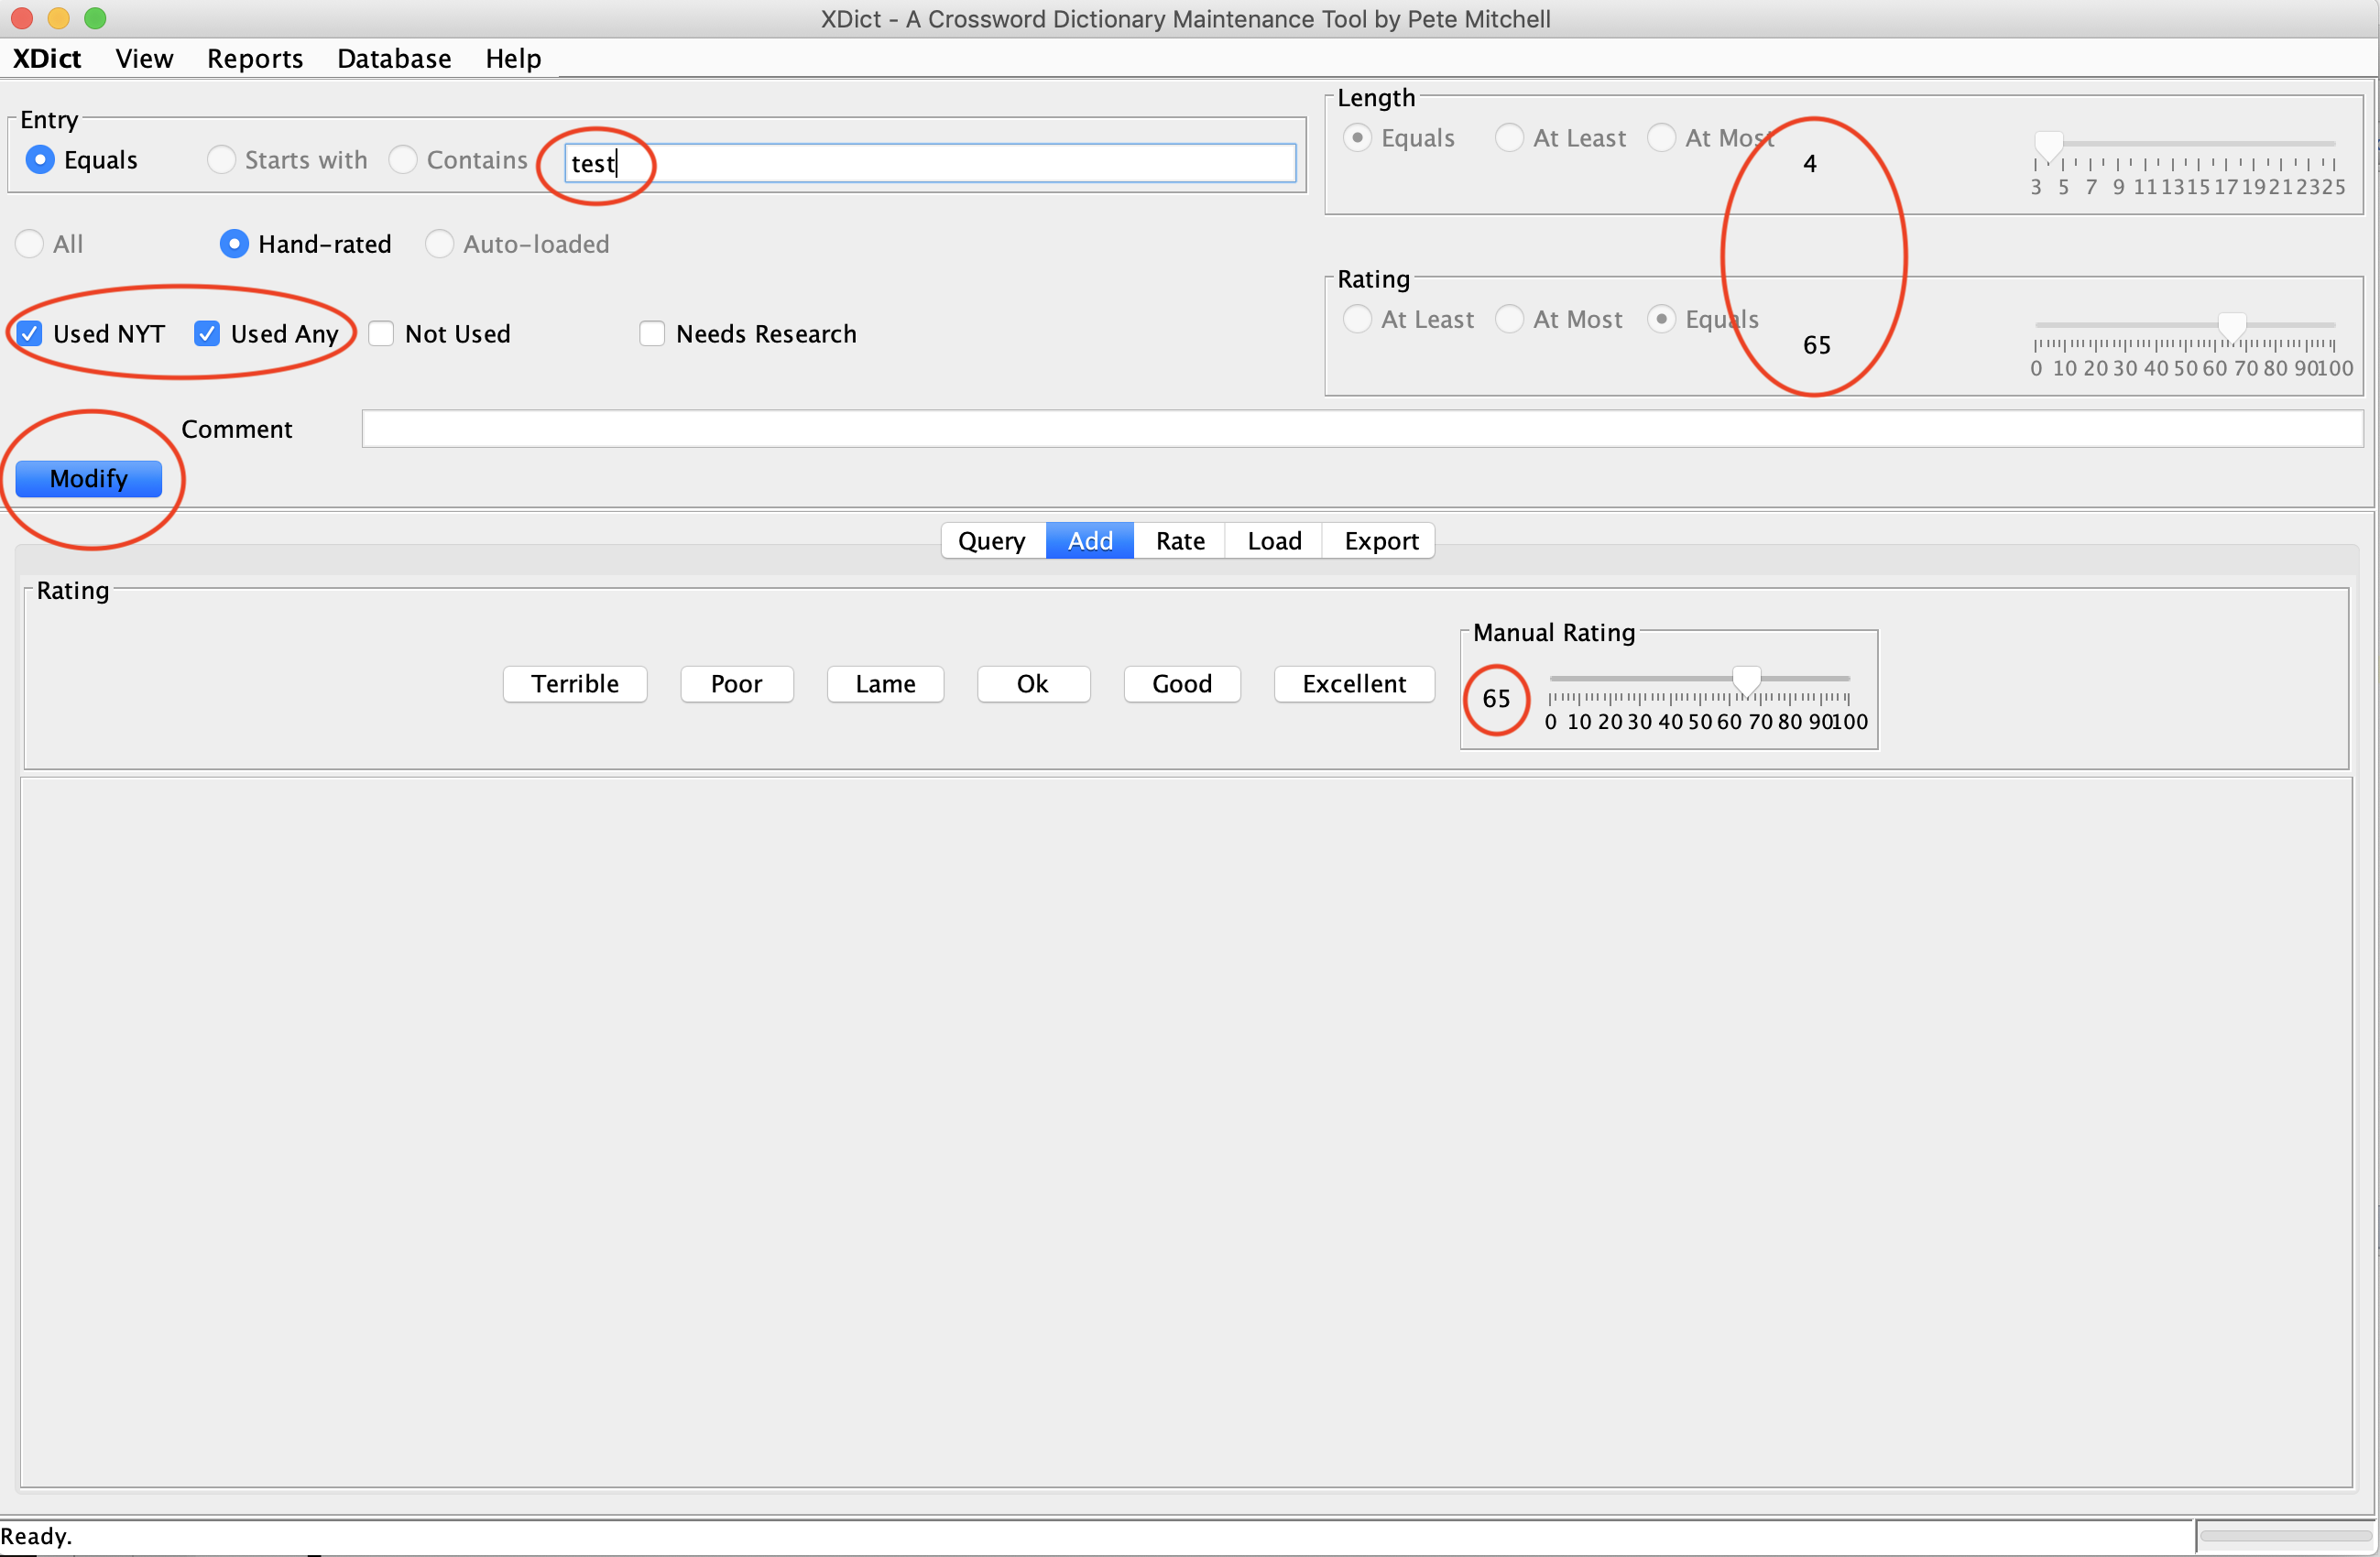 XDict - A Crossword Dictionary Maintenance Tool by Pete Mitchell
XDict View Reports Database Help
Entry
Equals Starts with Contains test
Length
Equals At Least At Most
4
3 5 7 9 11 13 15 17 19 21 23 25
All Hand-rated Auto-loaded
Rating
At Least At Most Equals
65
0 10 20 30 40 50 60 70 80 90 100
Used NYT Used Any Not Used Needs Research
Comment
Modify
Query Add Rate Load Export
Rating
Terrible Poor Lame Ok Good Excellent
Manual Rating
65
0 10 20 30 40 50 60 70 80 90 100
Ready.